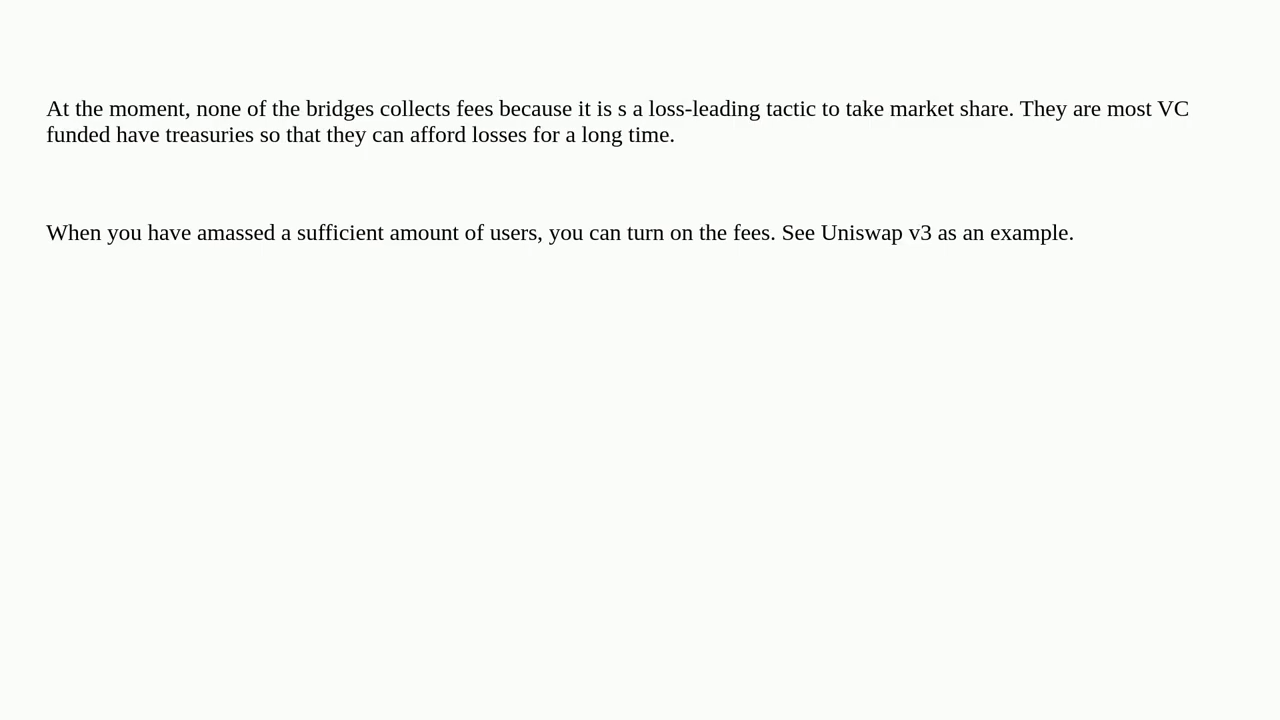 At the moment, none of the bridges collects fees because it is s a loss-leading tactic to take market share. They are most VC
funded have treasuries so that they can afford losses for a long time.
When you have amassed a sufficient amount of users, you can turn on the fees. See Uniswap v3 as an example.